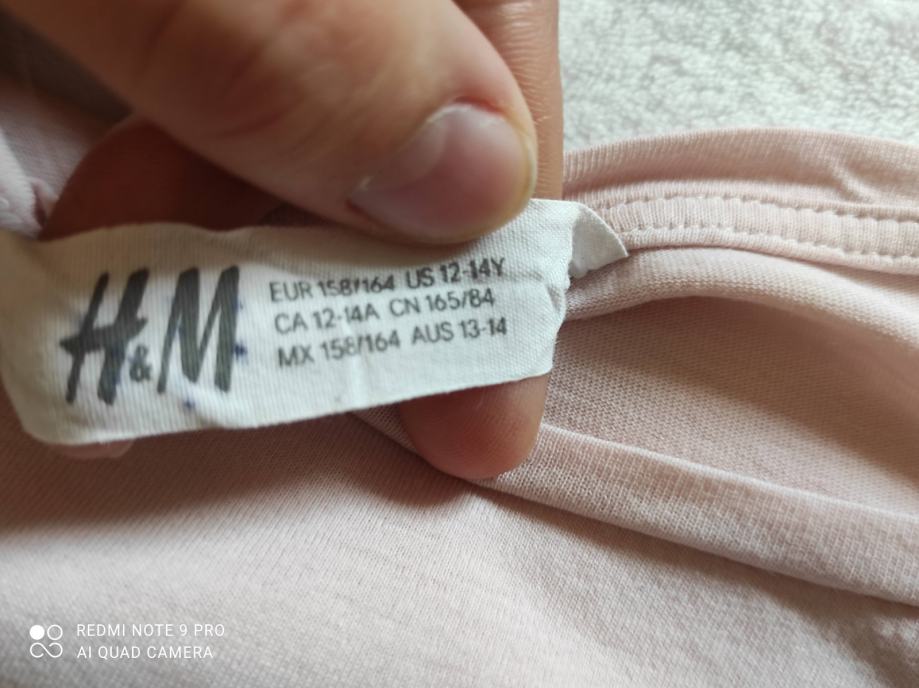 H&M
EUR 158/164 US 12-14Y
CA 12-14A CN 165/84
MX 158/164 AUS 13-14
REDMI NOTE 9 PRO
AI QUAD CAMERA